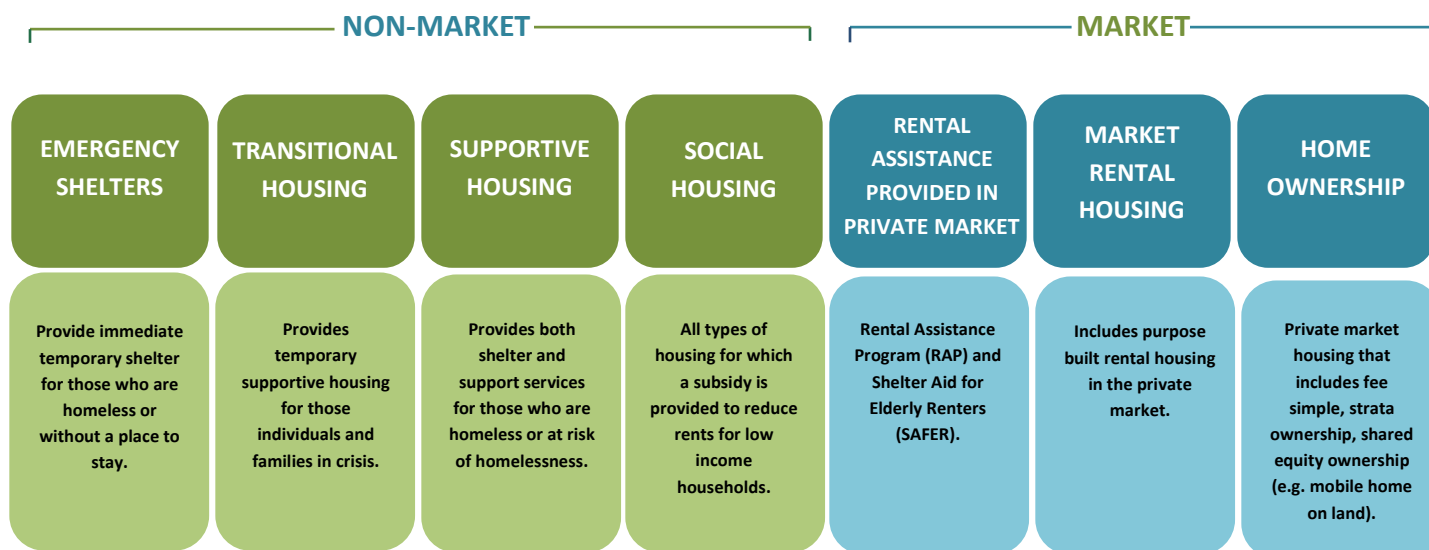 NON-MARKET
MARKET
EMERGENCY
SHELTERS
TRANSITIONAL
HOUSING
SUPPORTIVE
HOUSING
SOCIAL
HOUSING
RENTAL
ASSISTANCE
PROVIDED IN
PRIVATE MARKET
MARKET
RENTAL
HOUSING
HOME
OWNERSHIP
Provide immediate
temporary shelter
for those who are
homeless or
without a place to
stay.
Provides
temporary
supportive housing
for those
individuals and
families in crisis.
Provides both
shelter and
support services
for those who are
homeless or at risk
of homelessness.
All types of
housing for which
a subsidy is
provided to reduce
rents for low
income
households.
Rental Assistance
Program (RAP) and
Shelter Aid for
Elderly Renters
(SAFER).
Includes purpose
built rental housing
in the private
market.
Private market
housing that
includes fee
simple, strata
ownership, shared
equity ownership
(e.g. mobile home
on land).